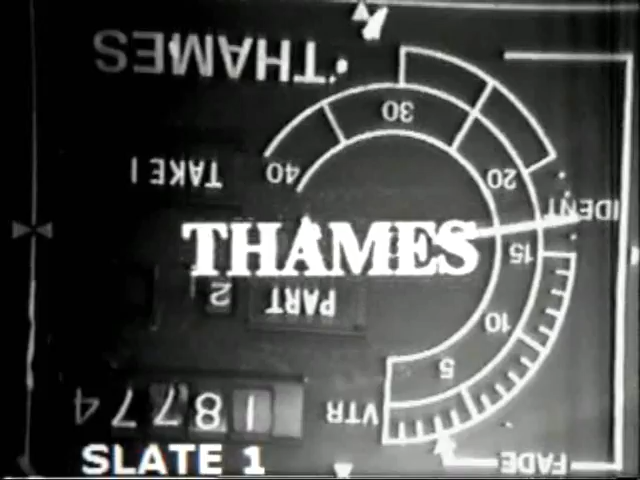 THAMES
30
TAKE 1
40
20
IDENT
THAMES
15
PART 2
10
5
VTR 18774
SLATE 1
FADE